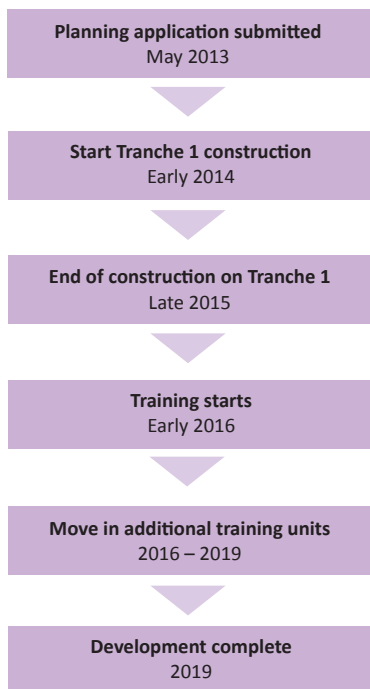 Planning application submitted
May 2013
Start Tranche 1 construction
Early 2014
End of construction on Tranche 1
Late 2015
Training starts
Early 2016
Move in additional training units
2016 – 2019
Development complete
2019